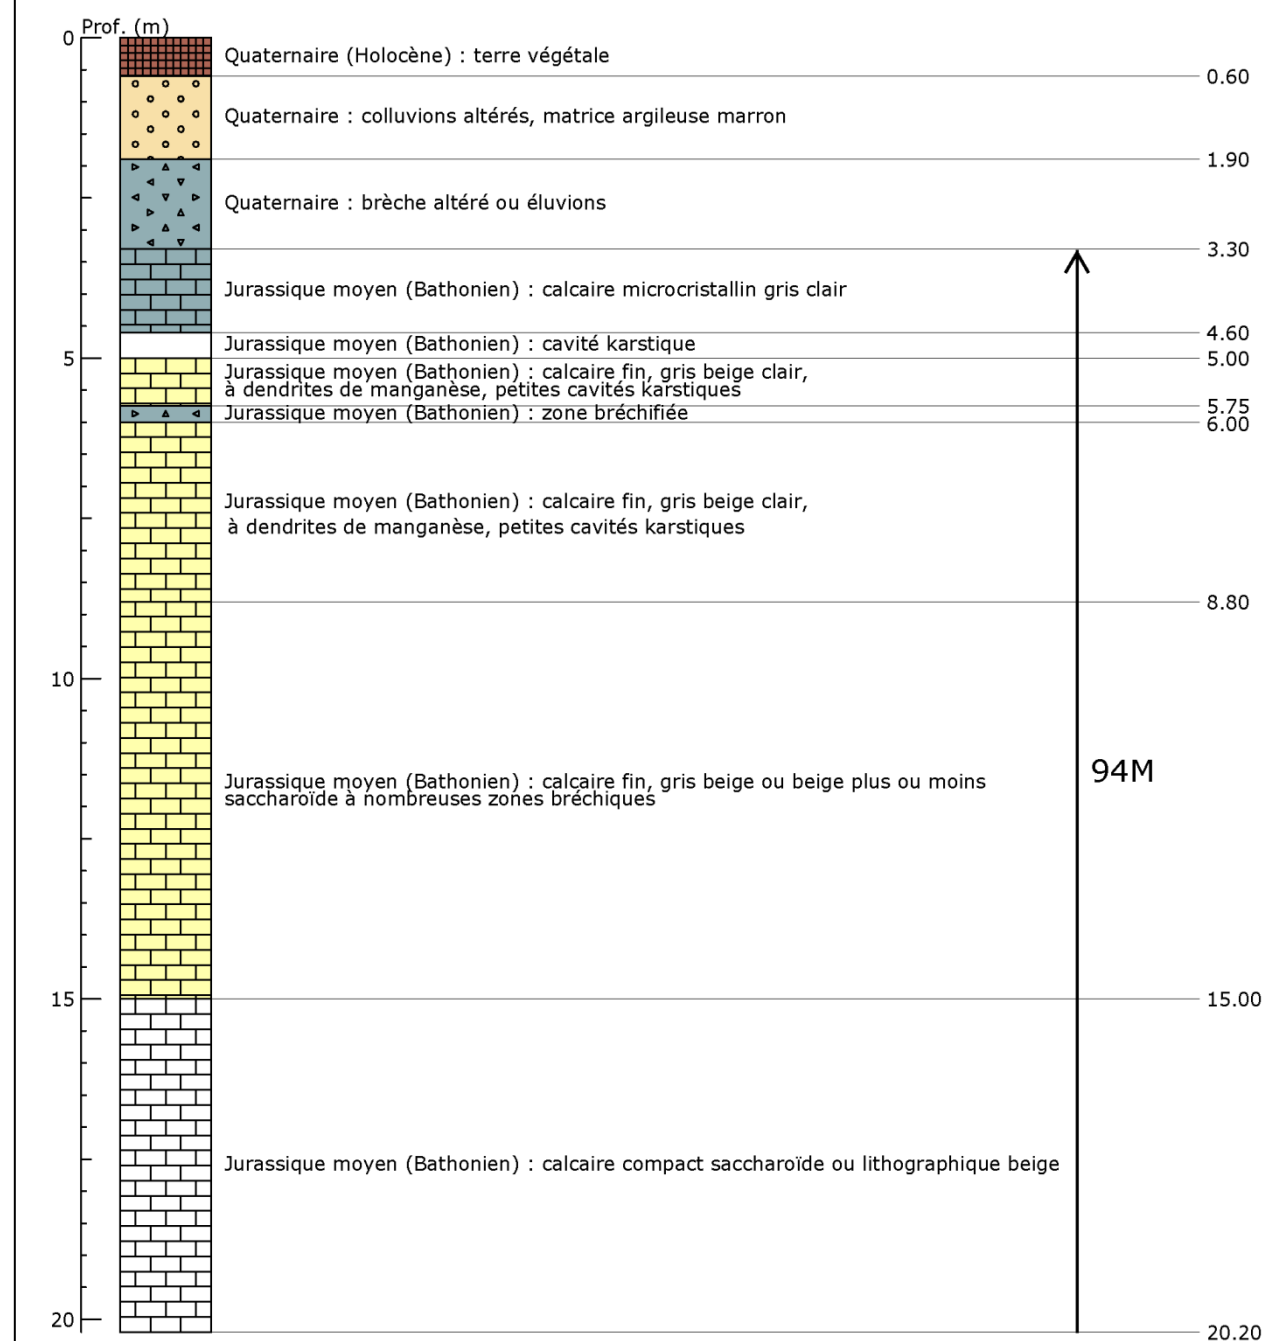 Prof. (m)
0
Quaternaire (Holocène) : terre végétale
0.60
Quaternaire : colluvions altérés, matrice argileuse marron
1.90
Quaternaire : brèche altéré ou éluvions
3.30
Jurassique moyen (Bathonien) : calcaire microcristallin gris clair
4.60
Jurassique moyen (Bathonien) : cavité karstique
5
5.00
Jurassique moyen (Bathonien) : calcaire fin, gris beige clair,
à dendrites de manganèse, petites cavités karstiques
5.75
Jurassique moyen (Bathonien) : zone bréchifiée
6.00
Jurassique moyen (Bathonien) : calcaire fin, gris beige clair,
à dendrites de manganèse, petites cavités karstiques
8.80
10
94M
Jurassique moyen (Bathonien) : calcaire fin, gris beige ou beige plus ou moins
saccharoïde à nombreuses zones bréchiques
15
15.00
Jurassique moyen (Bathonien) : calcaire compact saccharoïde ou lithographique beige
20
20.20